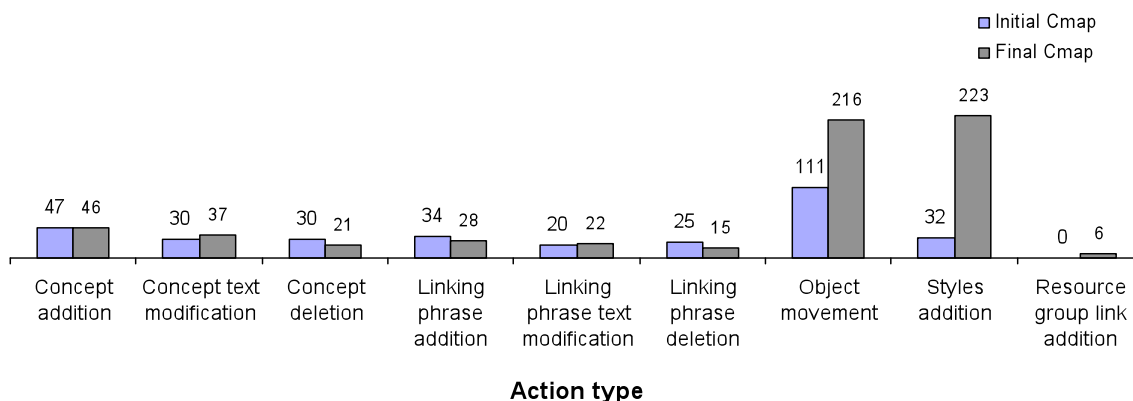 Initial Cmap
Final Cmap
216
223
111
47
46
30
37
30
21
34
28
20
22
25
15
32
0
6
Concept addition
Concept text modification
Concept deletion
Linking phrase addition
Linking phrase text modification
Linking phrase deletion
Object movement
Styles addition
Resource group link addition
Action type